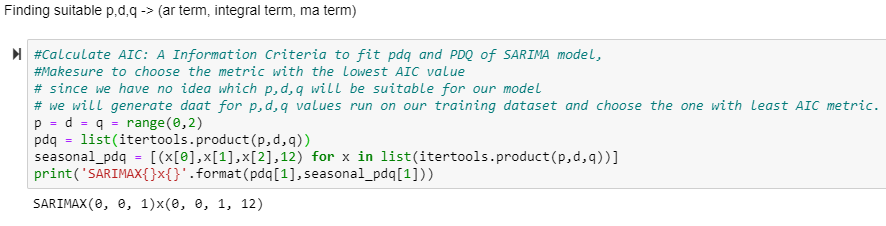 Finding suitable p,d,q -> (ar term, integral term, ma term)
#Calculate AIC: A Information Criteria to fit pdq and PDQ of SARIMA model,
#Makesure to choose the metric with the lowest AIC value
# since we have no idea which p,d,q will be suitable for our model
# we will generate daat for p,d,q values run on our training dataset and choose the one with least AIC metric.
p = d = q = range(0,2)
pdq = list(itertools.product(p,d,q))
seasonal_pdq = [(x[0],x[1],x[2],12) for x in list(itertools.product(p,d,q))]
print('SARIMAX{}x{}'.format(pdq[1],seasonal_pdq[1]))
SARIMAX(0, 0, 1)x(0, 0, 1, 12)